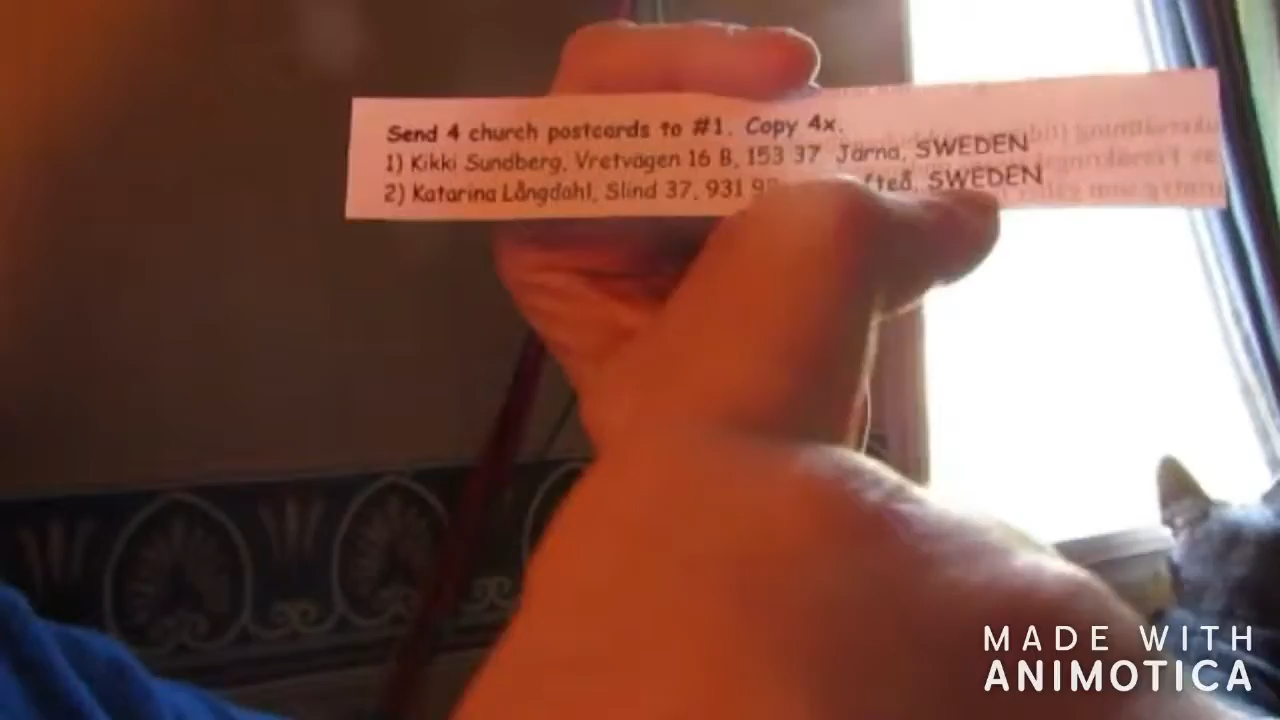 Send 4 church postcards to #1. Copy 4x.
1) Kikki Sundberg, Vretvägen 16 B, 153 37 Järna, SWEDEN
2) Katarina Långdahl, Slind 37, 931 SWEDEN
MADE WITH
ANIMOTICA